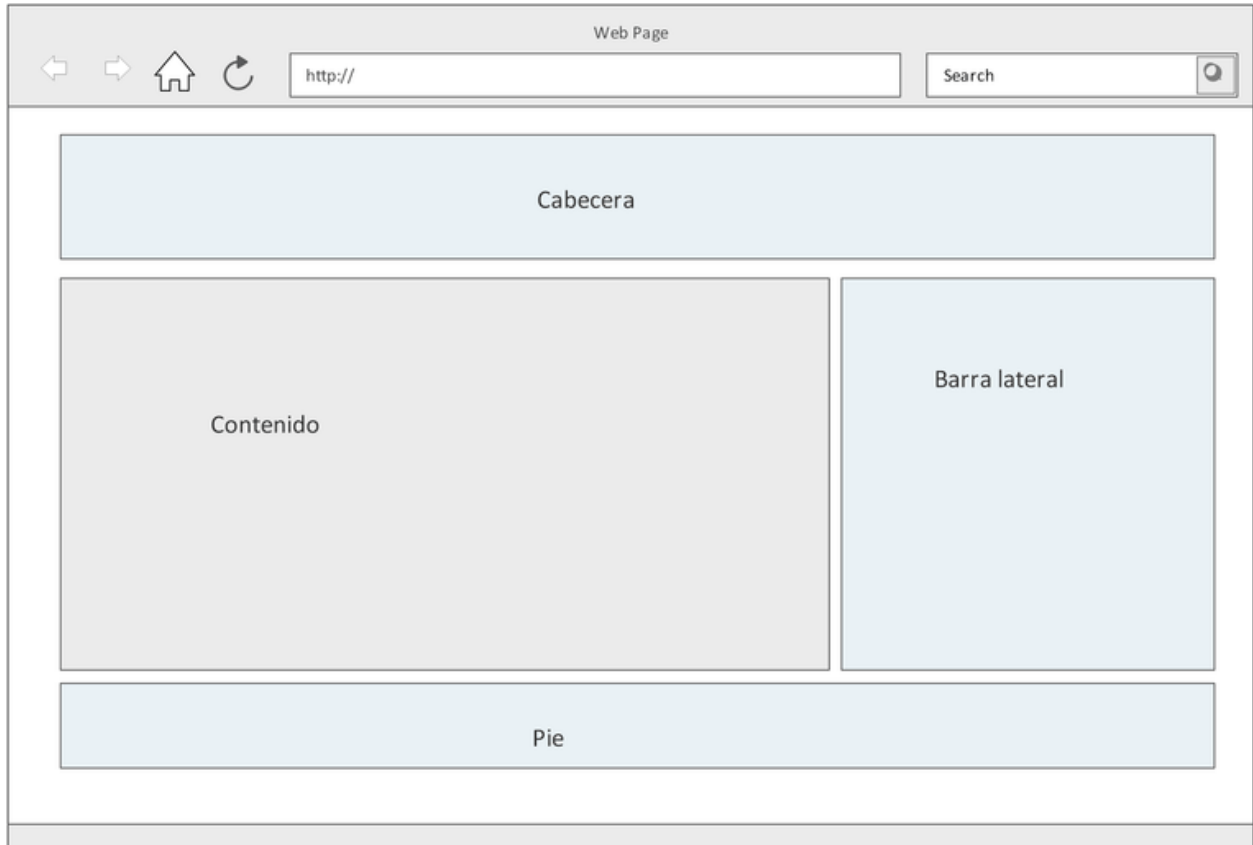 Web Page
http://
Search
Cabecera
Contenido
Barra lateral
Pie